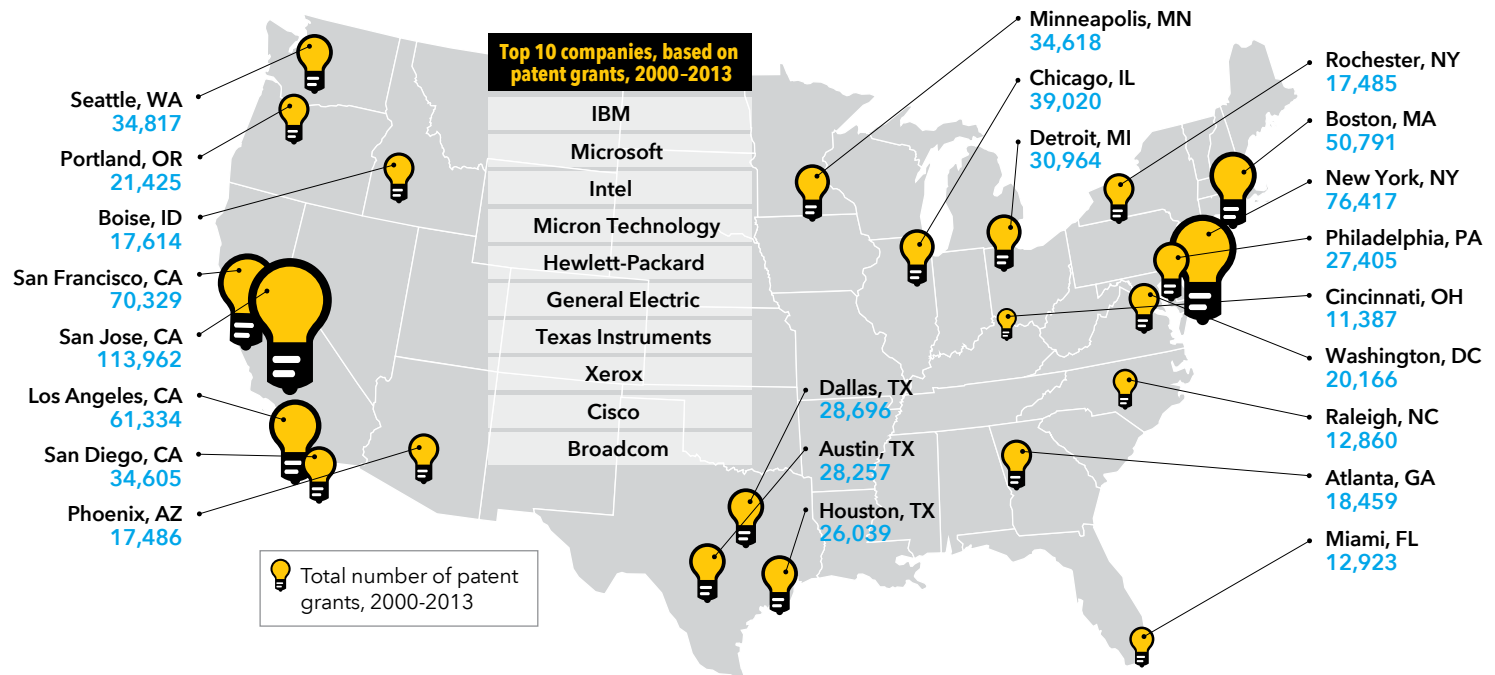 Top 10 companies, based on
patent grants, 2000–2013
IBM
Microsoft
Intel
Micron Technology
Hewlett-Packard
General Electric
Texas Instruments
Xerox
Cisco
Broadcom
Seattle, WA
34,817
Portland, OR
21,425
Boise, ID
17,614
San Francisco, CA
70,329
San Jose, CA
113,962
Los Angeles, CA
61,334
San Diego, CA
34,605
Phoenix, AZ
17,486
Minneapolis, MN
34,618
Chicago, IL
39,020
Detroit, MI
30,964
Dallas, TX
28,696
Austin, TX
28,257
Houston, TX
26,039
Rochester, NY
17,485
Boston, MA
50,791
New York, NY
76,417
Philadelphia, PA
27,405
Cincinnati, OH
11,387
Washington, DC
20,166
Raleigh, NC
12,860
Atlanta, GA
18,459
Miami, FL
12,923
Total number of patent
grants, 2000-2013